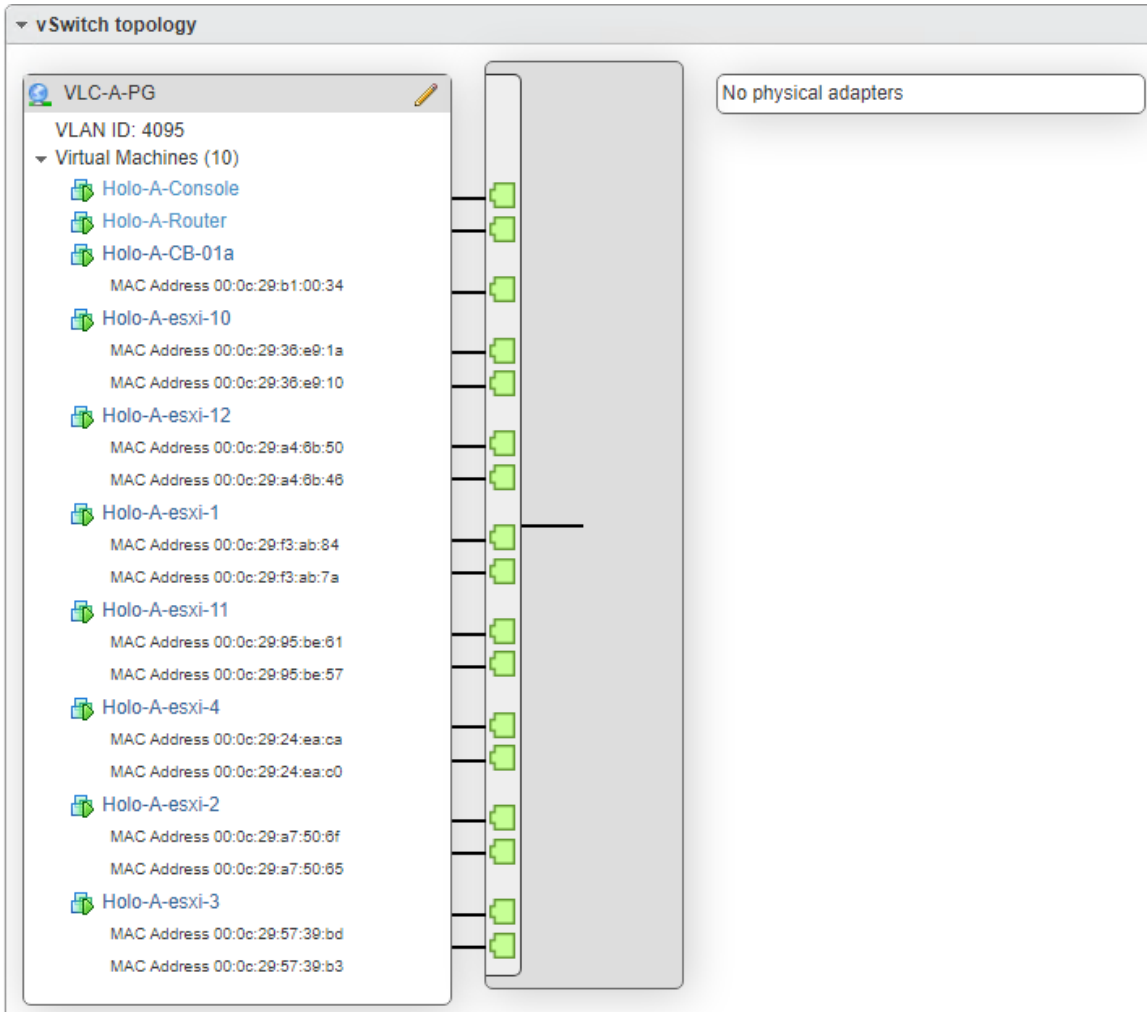 vSwitch topology
VLC-A-PG
VLAN ID: 4095
Virtual Machines (10)
Holo-A-Console
Holo-A-Router
Holo-A-CB-01a
MAC Address 00:0c:29:b1:00:34
Holo-A-esxi-10
MAC Address 00:0c:29:36:e9:1a
MAC Address 00:0c:29:36:e9:10
Holo-A-esxi-12
MAC Address 00:0c:29:a4:6b:50
MAC Address 00:0c:29:a4:6b:46
Holo-A-esxi-1
MAC Address 00:0c:29:f3:ab:84
MAC Address 00:0c:29:f3:ab:7a
Holo-A-esxi-11
MAC Address 00:0c:29:95:be:61
MAC Address 00:0c:29:95:be:57
Holo-A-esxi-4
MAC Address 00:0c:29:24:ea:ca
MAC Address 00:0c:29:24:ea:c0
Holo-A-esxi-2
MAC Address 00:0c:29:a7:50:6f
MAC Address 00:0c:29:a7:50:65
Holo-A-esxi-3
MAC Address 00:0c:29:57:39:bd
MAC Address 00:0c:29:57:39:b3
No physical adapters